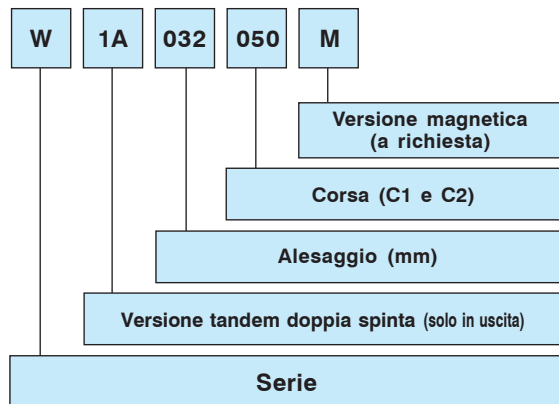 W 1A 032 050 M
Versione magnetica
(a richiesta)
Corsa (C1 e C2)
Alesaggio (mm)
Versione tandem doppia spinta (solo in uscita)
Serie